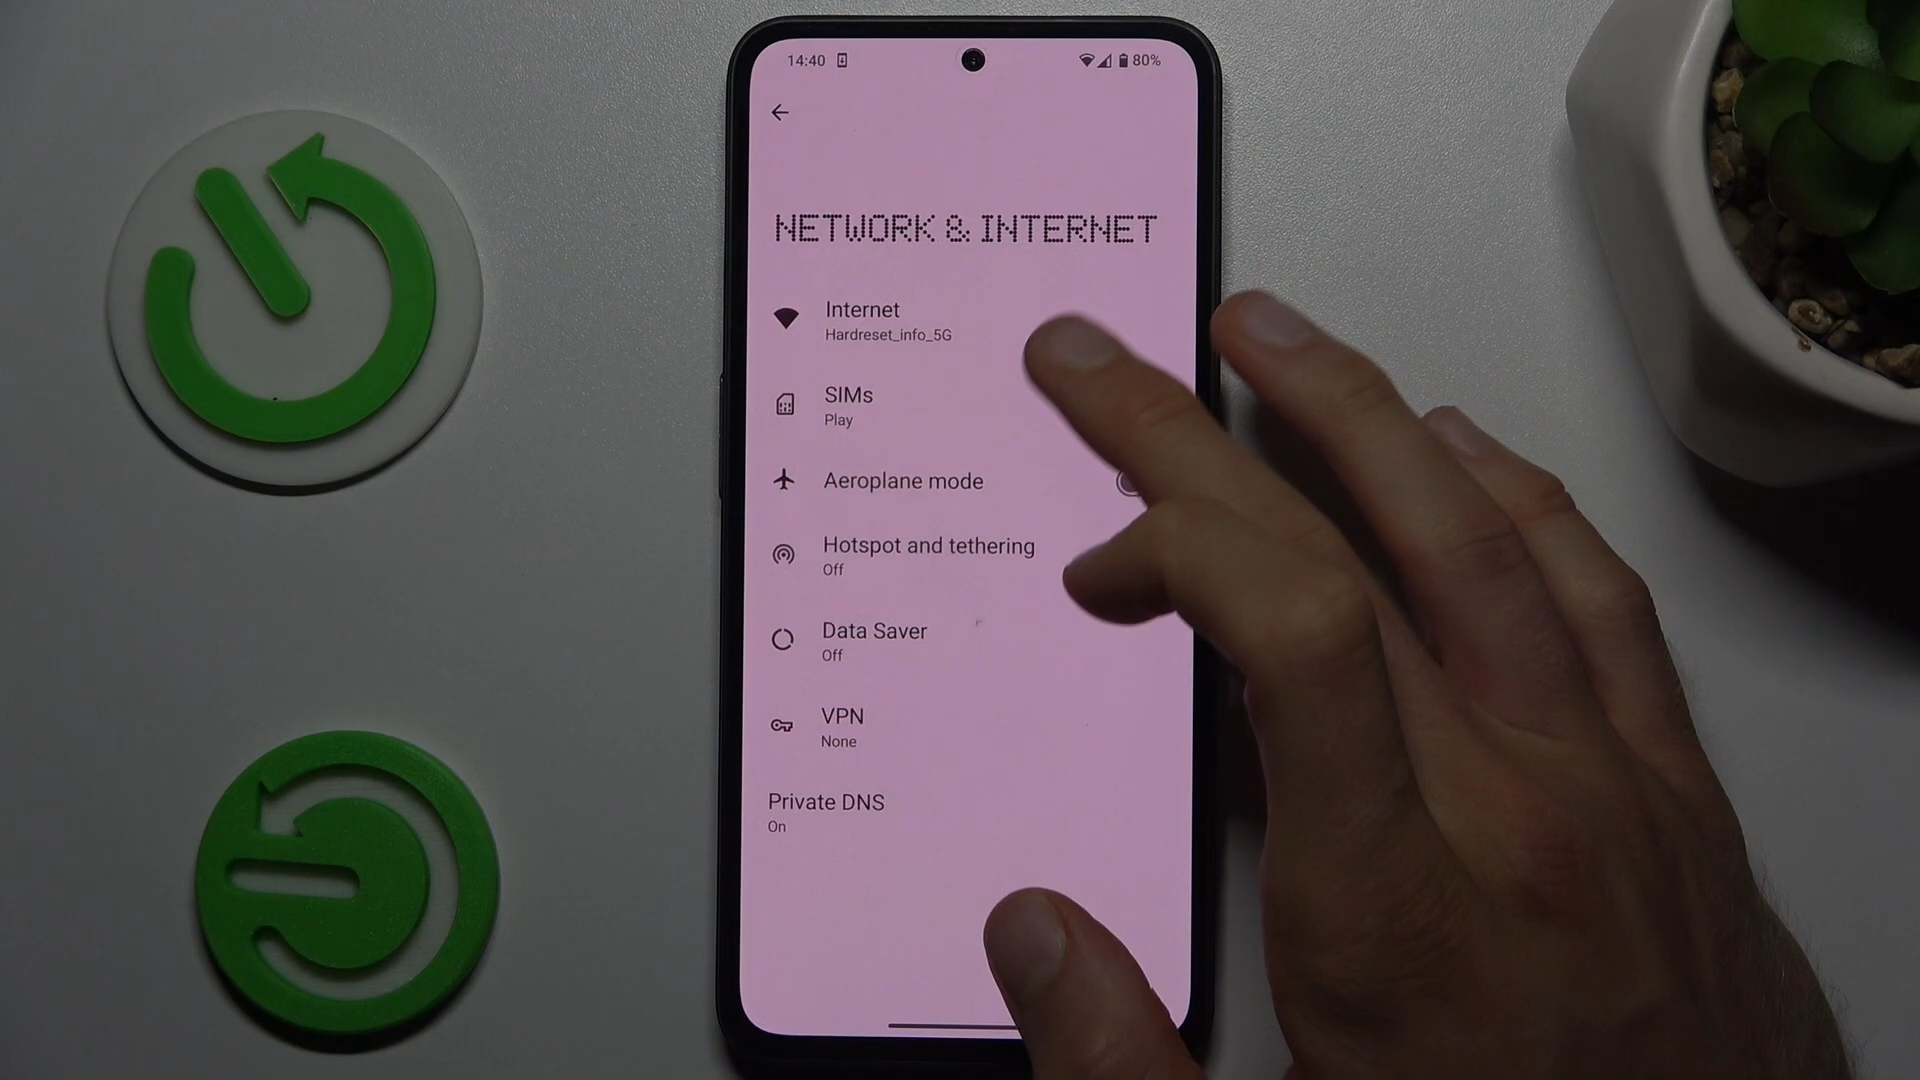 14:40
80%
NETWORK & INTERNET
Internet
Hardreset_info_5G
SIMs
Play
Aeroplane mode
Hotspot and tethering
Off
Data Saver
Off
VPN
None
Private DNS
On